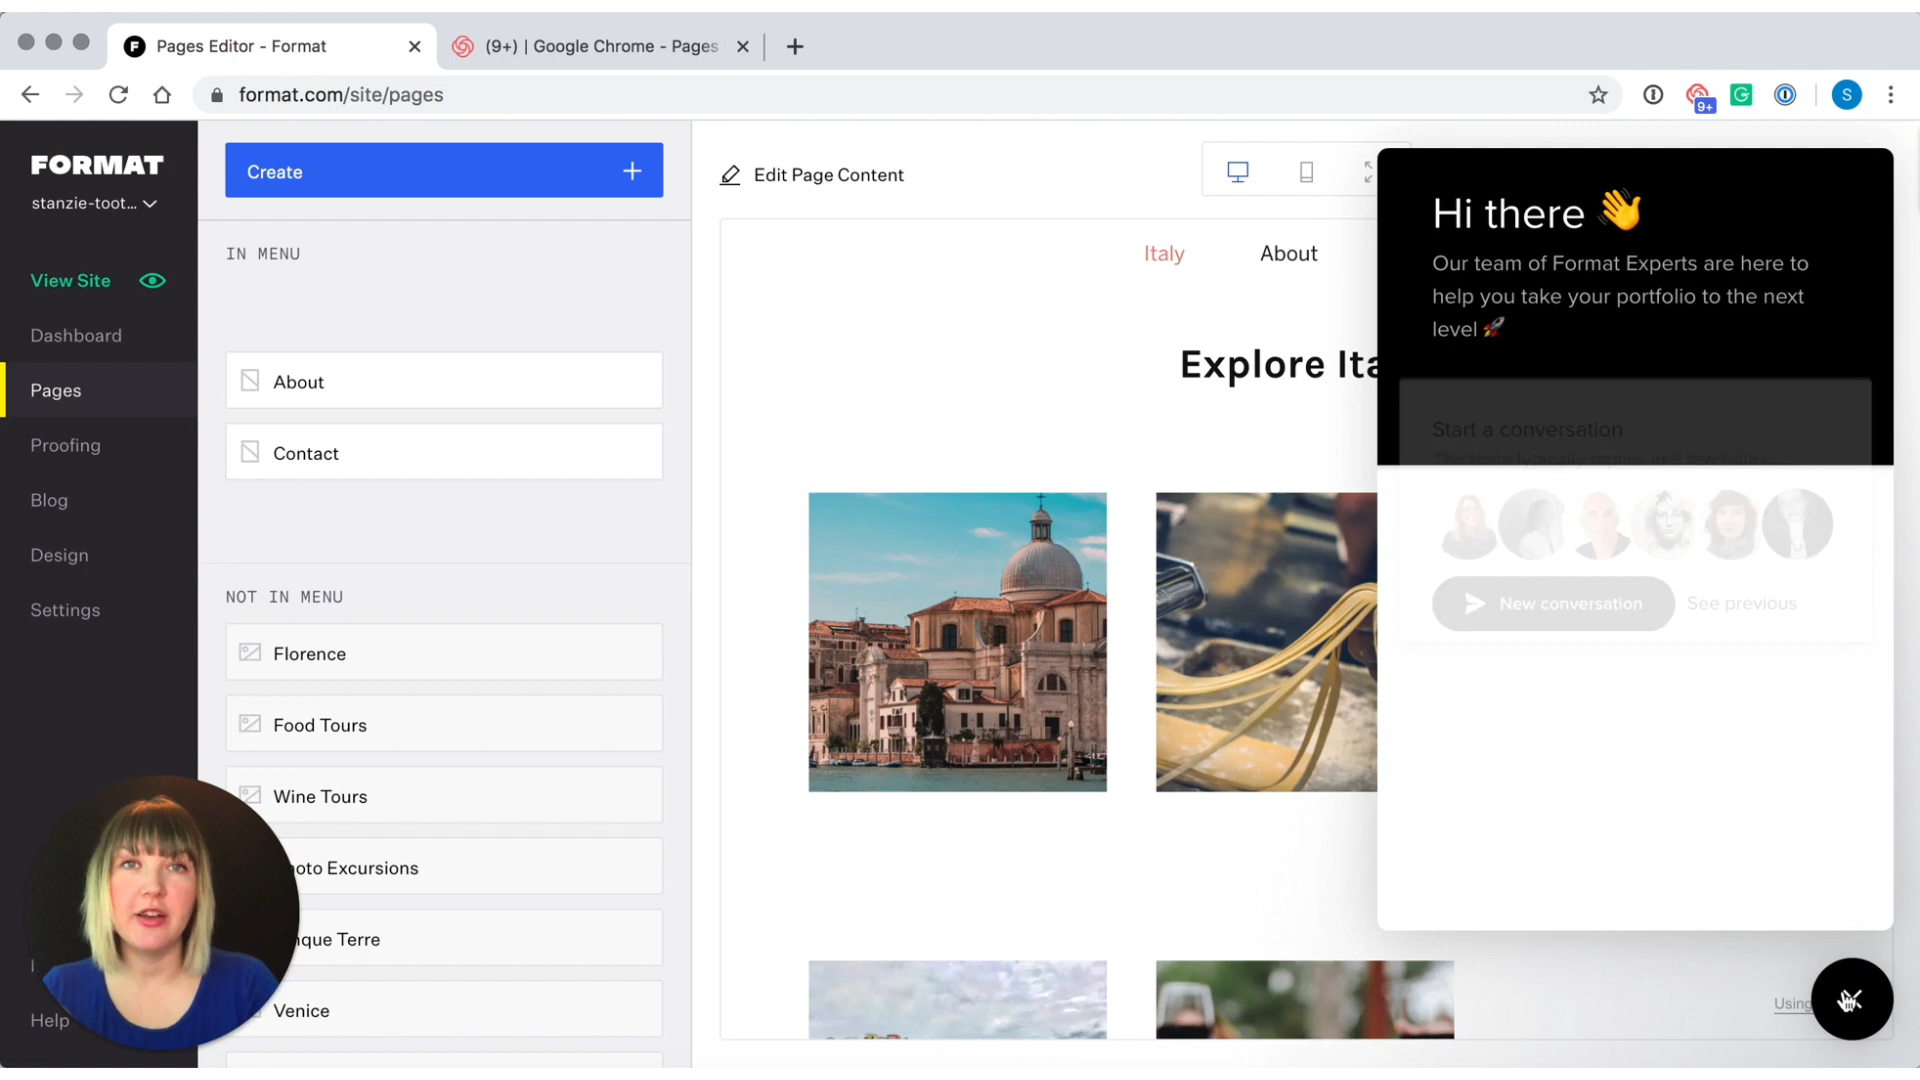 Pages Editor - Format
(9+) | Google Chrome - Pages
format.com/site/pages
9+
S
FORMAT
stanzie-toot...
View Site
Dashboard
Pages
Proofing
Blog
Design
Settings
Help
Create
IN MENU
About
Contact
NOT IN MENU
Florence
Food Tours
Wine Tours
oto Excursions
nque Terre
Venice
Edit Page Content
Italy
About
Explore Ita
Hi there 👋
Our team of Format Experts are here to
help you take your portfolio to the next
level 🚀
Start a conversation
New conversation
See previous
Using